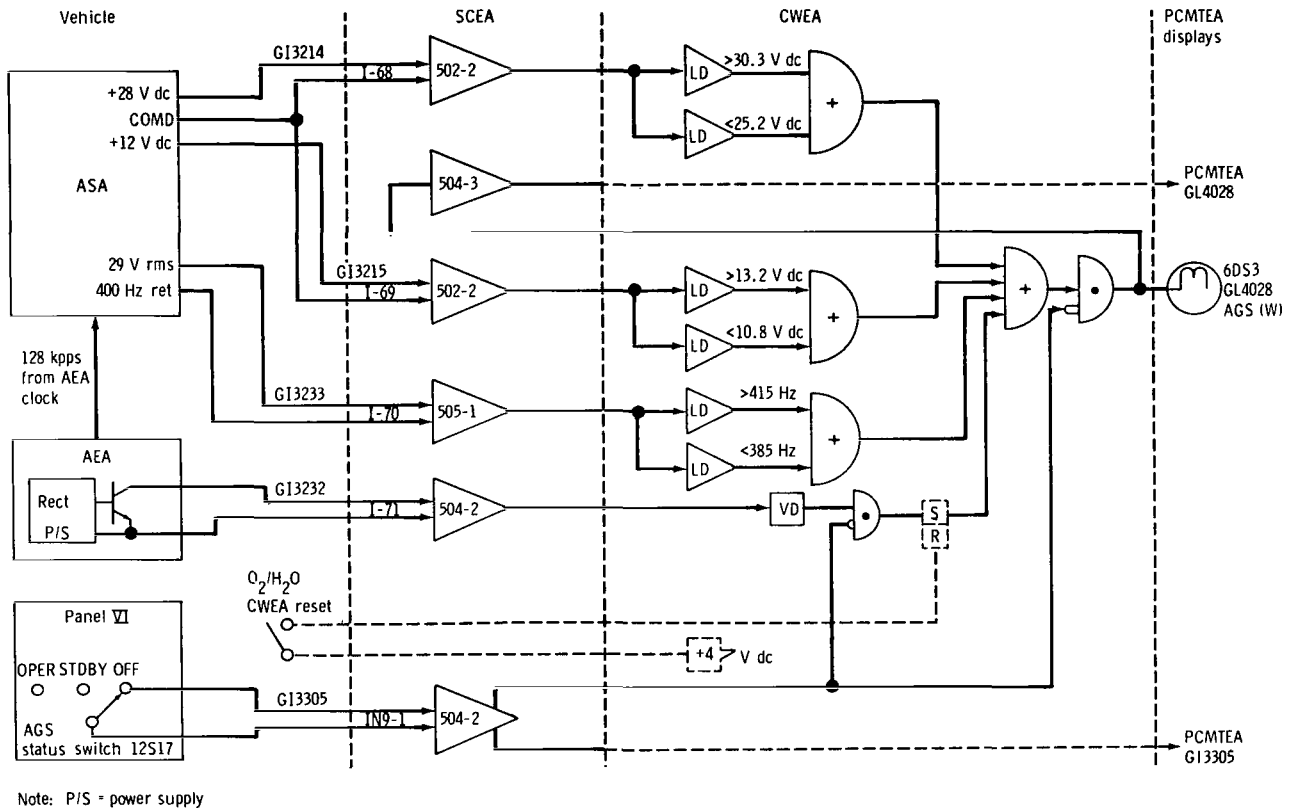 Vehicle
SCEA
CWEA
PCMTEA
displays
GI3214
I-68
502-2
LD
>30.3 V dc
+
LD
<25.2 V dc
+28 V dc
COMD
+12 V dc
ASA
29 V rms
400 Hz ret
504-3
PCMTEA
GL4028
GI3215
I-69
502-2
LD
>13.2 V dc
+
LD
<10.8 V dc
+
•
6DS3
GL4028
AGS (W)
128 kpps
from AEA
clock
GI3233
I-70
505-1
LD
>415 Hz
+
LD
<385 Hz
AEA
Rect
P/S
GI3232
I-71
504-2
VD
•
S
R
O2/H2O
CWEA reset
+4
V dc
Panel VI
OPER STDBY OFF
AGS
status switch 12S17
GI3305
IN9-1
504-2
PCMTEA
GI3305
Note: P/S = power supply